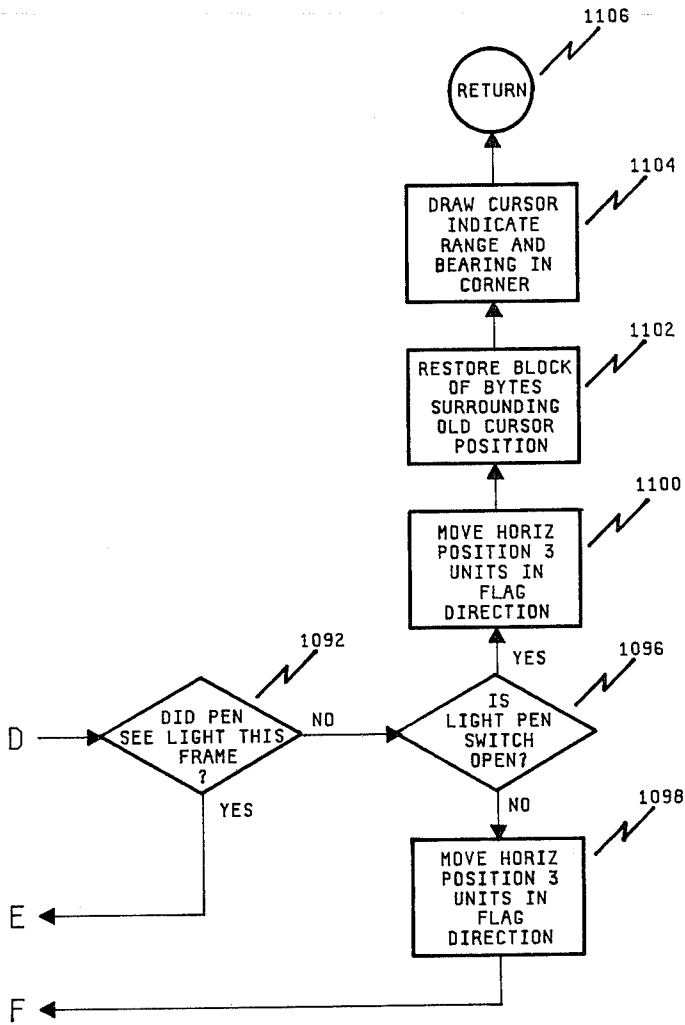 1106
RETURN
1104
DRAW CURSOR
INDICATE
RANGE AND
BEARING IN
CORNER
1102
RESTORE BLOCK
OF BYTES
SURROUNDING
OLD CURSOR
POSITION
1100
MOVE HORIZ
POSITION 3
UNITS IN
FLAG
DIRECTION
1092
YES
1096
D
DID PEN
SEE LIGHT THIS
FRAME
?
NO
IS
LIGHT PEN
SWITCH
OPEN?
YES
NO
1098
MOVE HORIZ
POSITION 3
UNITS IN
FLAG
DIRECTION
E
F